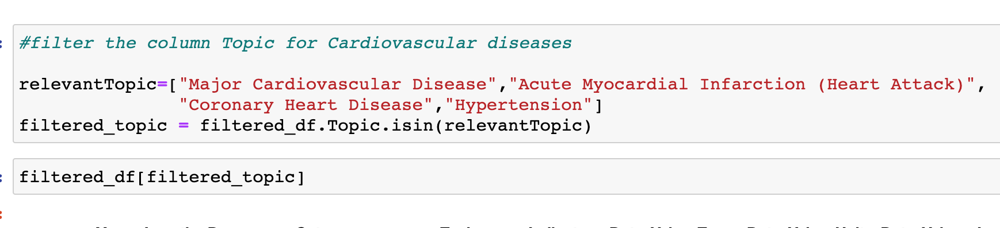 #filter the column Topic for Cardiovascular diseases
relevantTopic=["Major Cardiovascular Disease","Acute Myocardial Infarction (Heart Attack)",
"Coronary Heart Disease","Hypertension"]
filtered_topic = filtered_df.Topic.isin(relevantTopic)
filtered_df[filtered_topic]